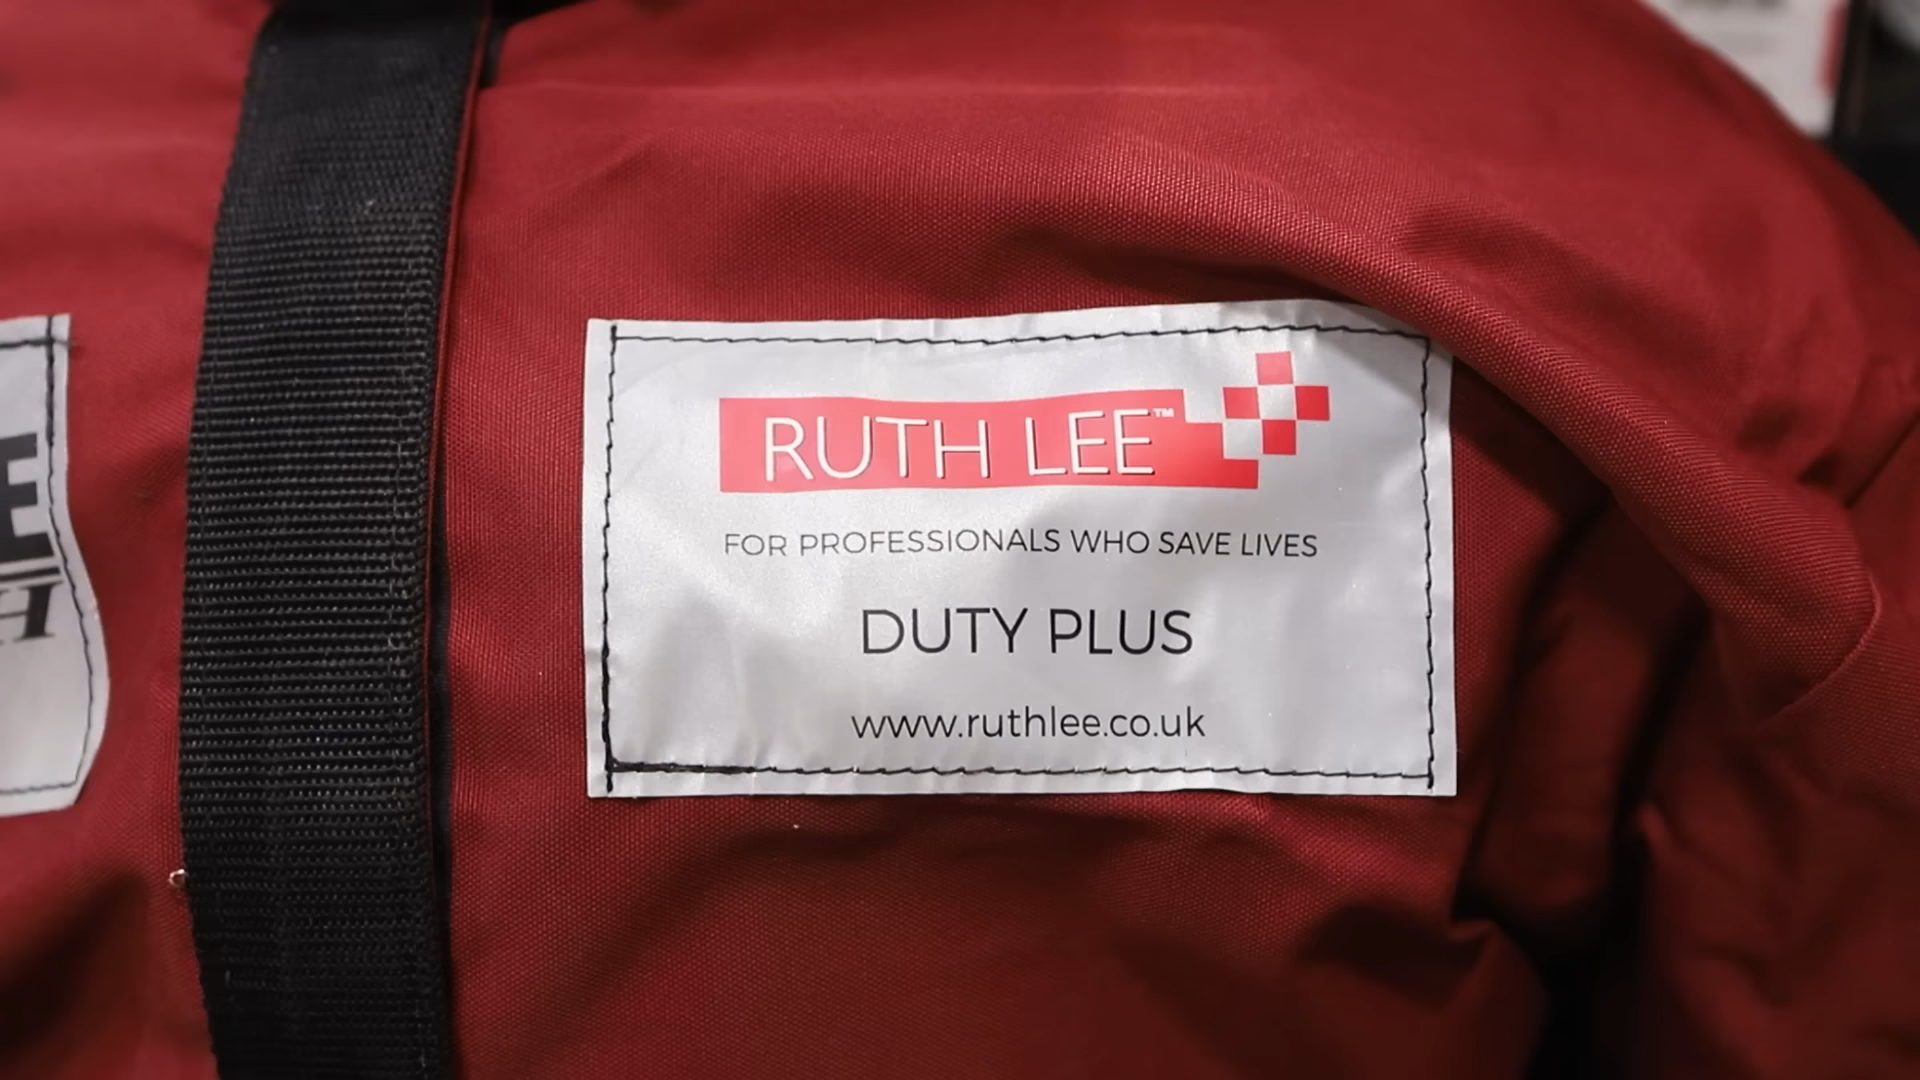 RUTH LEE™
FOR PROFESSIONALS WHO SAVE LIVES
DUTY PLUS
www.ruthlee.co.uk